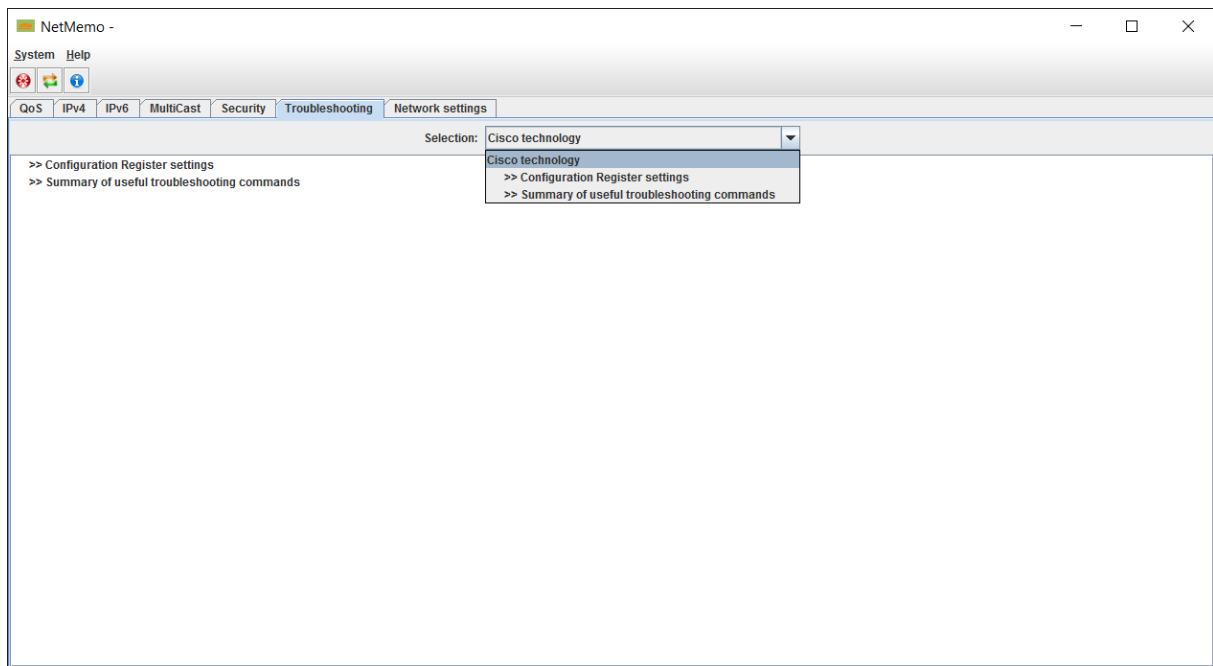 NetMemo -
System Help
QoS IPv4 IPv6 MultiCast Security Troubleshooting Network settings
Selection: Cisco technology
>> Configuration Register settings
>> Summary of useful troubleshooting commands
Cisco technology
>> Configuration Register settings
>> Summary of useful troubleshooting commands